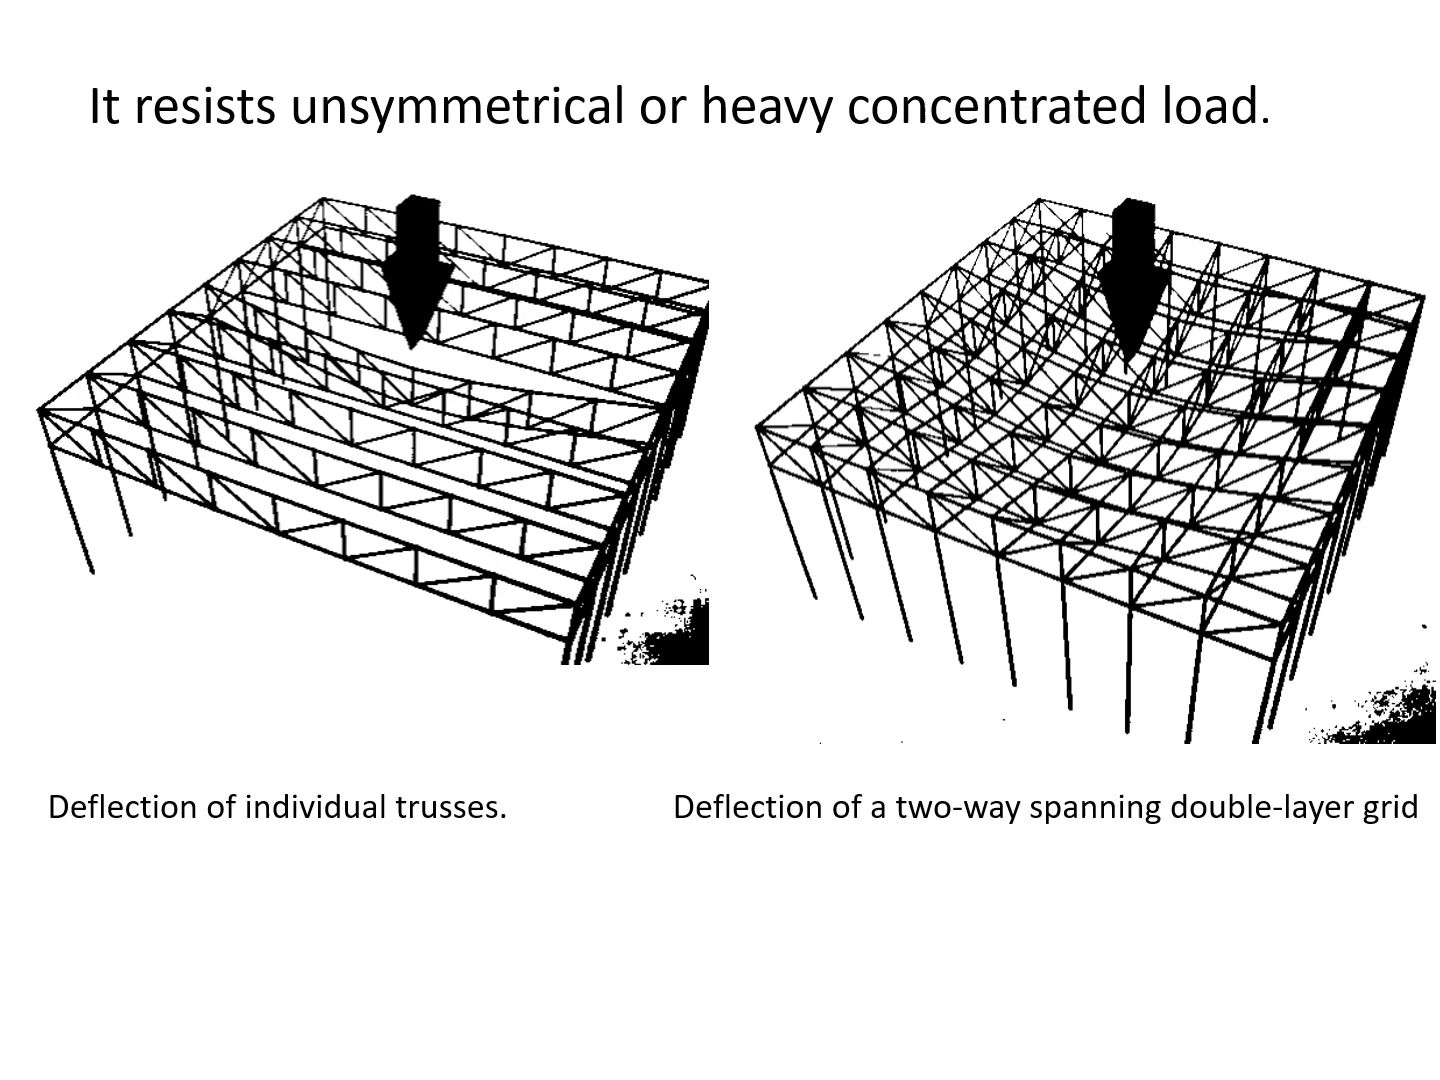 It resists unsymmetrical or heavy concentrated load.
Deflection of individual trusses.
Deflection of a two-way spanning double-layer grid